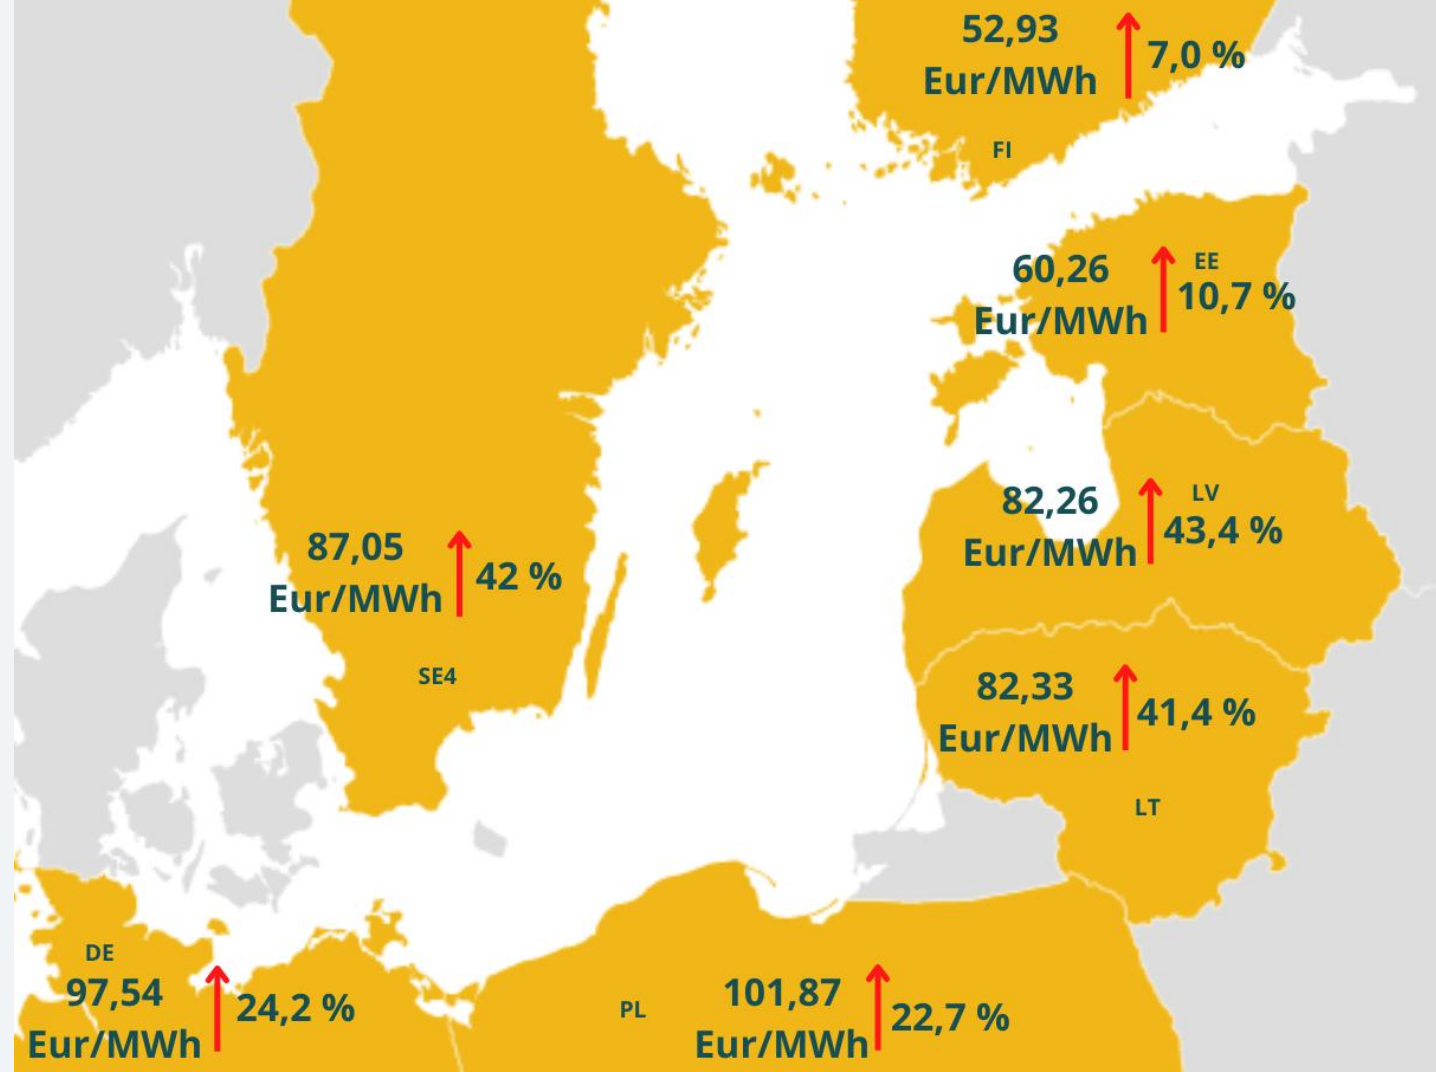 52,93
Eur/MWh
7,0 %
FI
60,26
Eur/MWh
EE
10,7 %
82,26
Eur/MWh
LV
43,4 %
87,05
Eur/MWh
42 %
SE4
82,33
Eur/MWh
41,4 %
LT
DE
97,54
Eur/MWh
24,2 %
PL
101,87
Eur/MWh
22,7 %